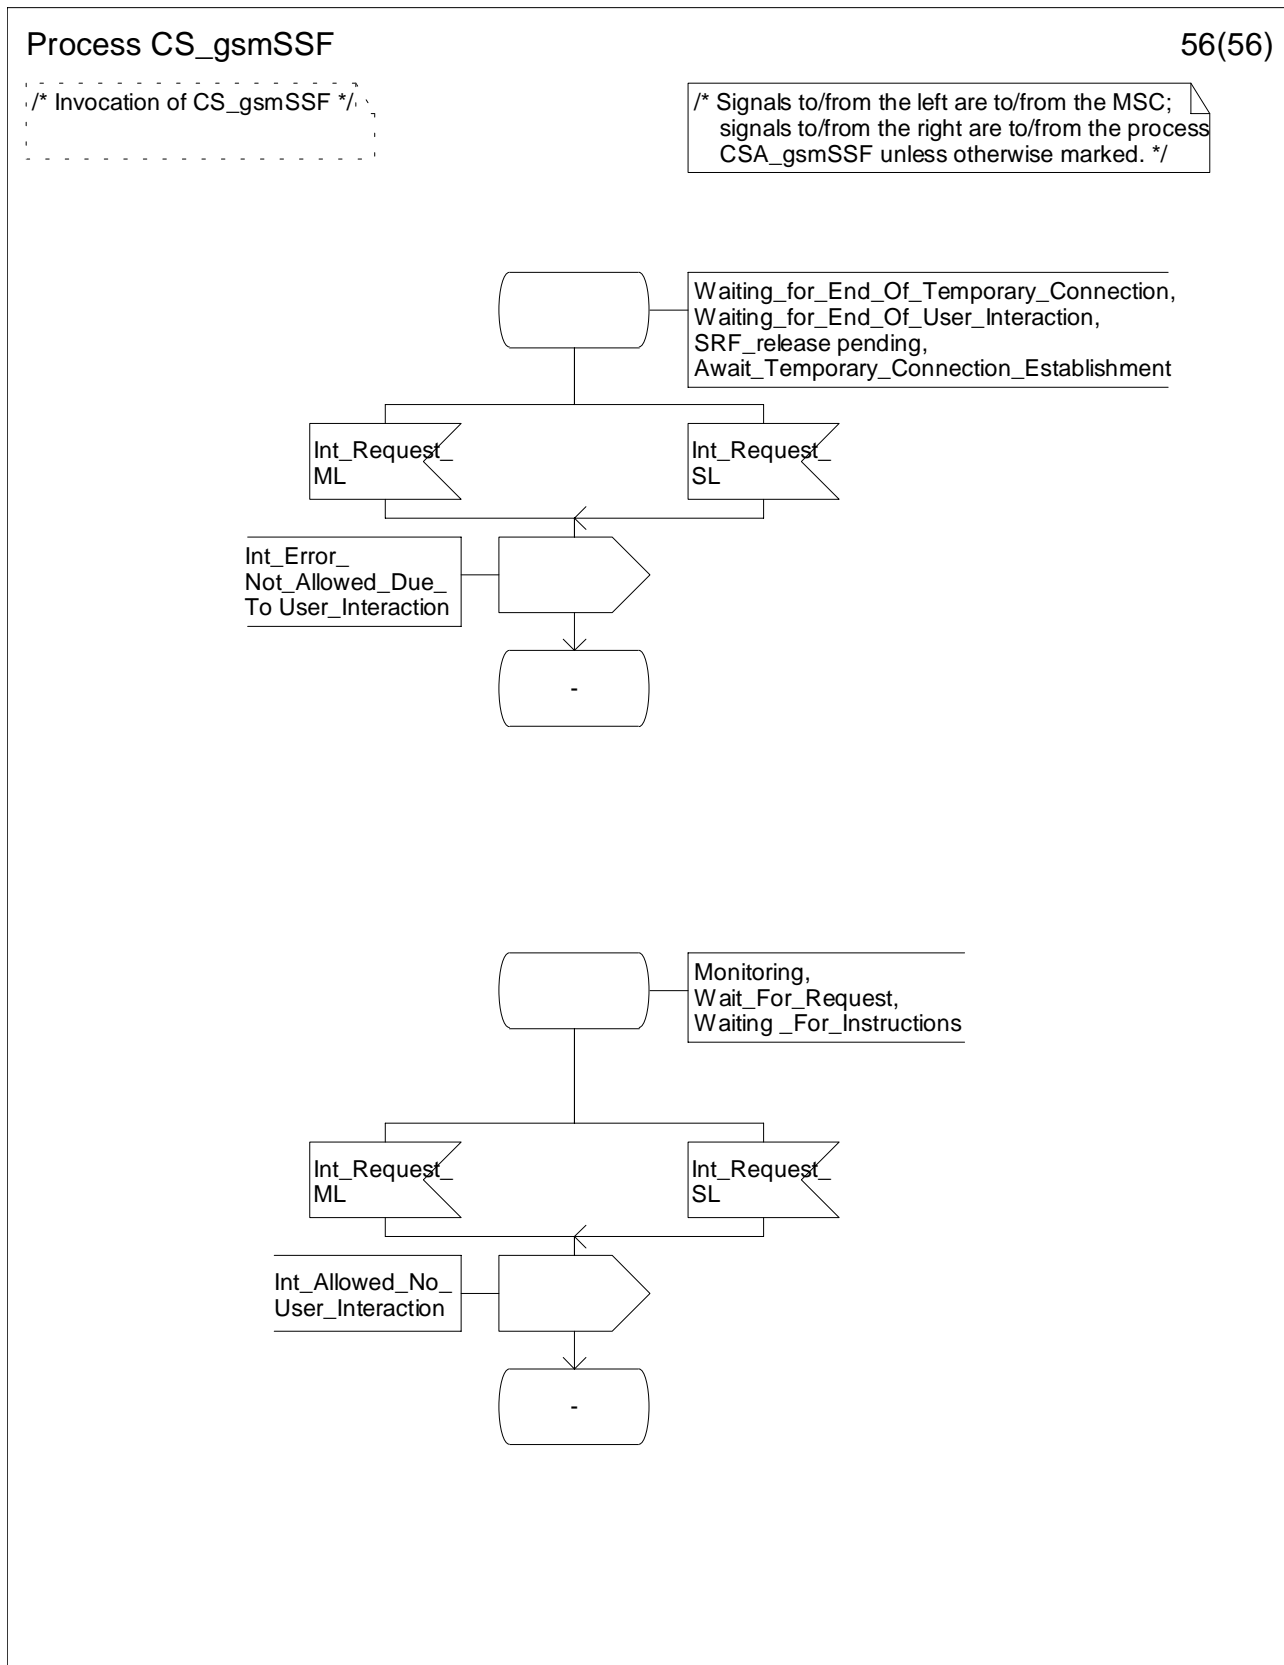 Process CS_gsmSSF
56(56)
/* Invocation of CS_gsmSSF */
/* Signals to/from the left are to/from the MSC;
signals to/from the right are to/from the process
CSA_gsmSSF unless otherwise marked. */
Waiting_for_End_Of_Temporary_Connection,
Waiting_for_End_Of_User_Interaction,
SRF_release pending,
Await_Temporary_Connection_Establishment
Int_Request_
ML
Int_Request_
SL
Int_Error_
Not_Allowed_Due_
To User_Interaction
-
Monitoring,
Wait_For_Request,
Waiting _For_Instructions
Int_Request_
ML
Int_Request_
SL
Int_Allowed_No_
User_Interaction
-